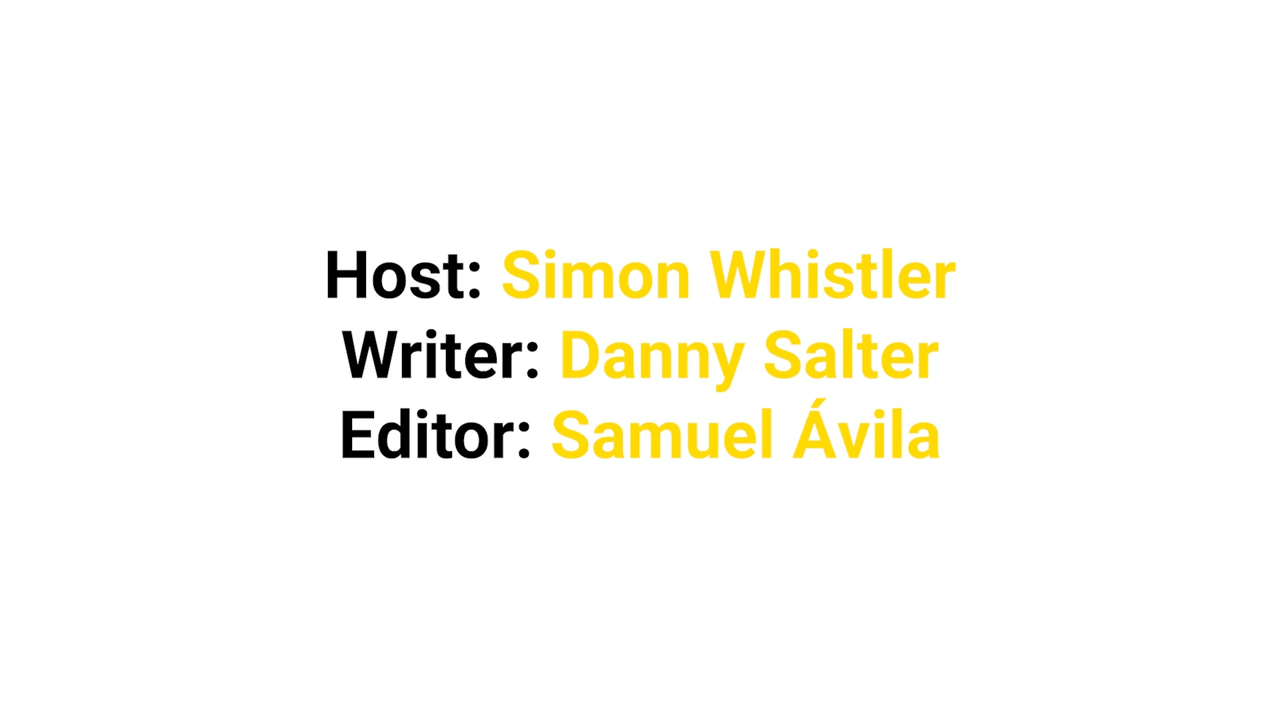 Host: Simon Whistler
Writer: Danny Salter
Editor: Samuel Ávila